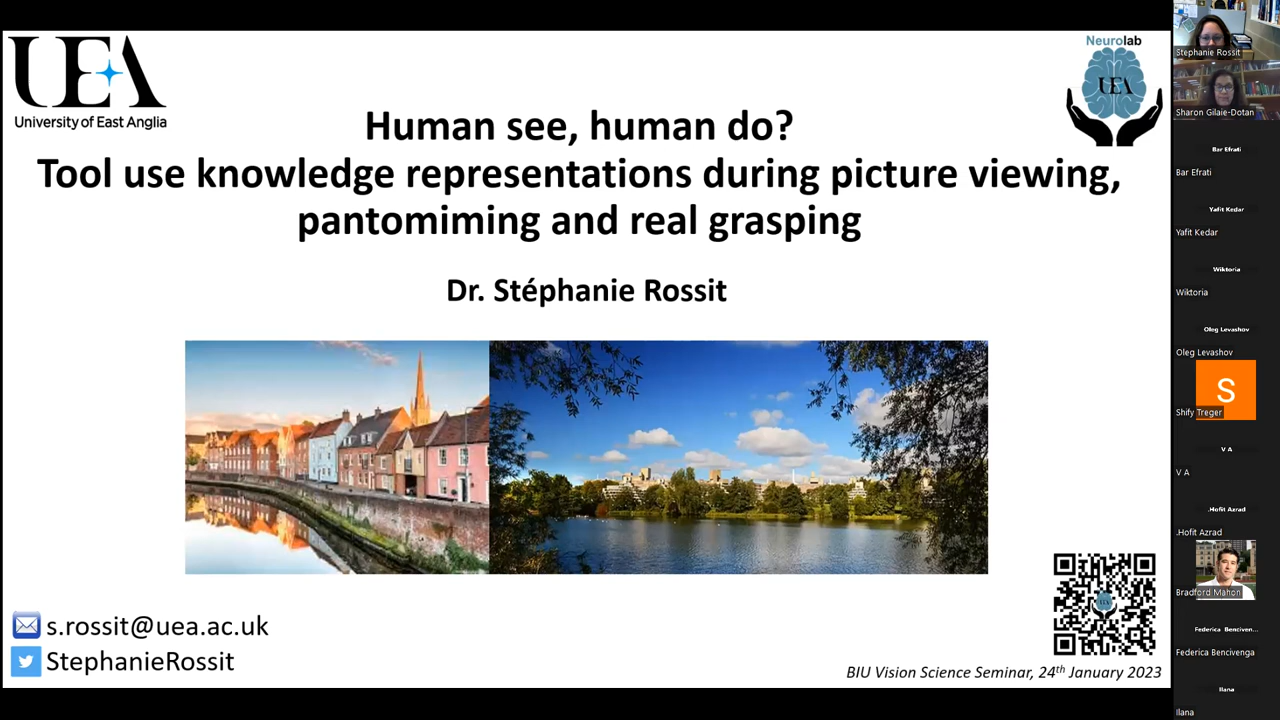 UEA
University of East Anglia
Neurolab
UEA
Human see, human do?
Tool use knowledge representations during picture viewing,
pantomiming and real grasping
Dr. Stéphanie Rossit
s.rossit@uea.ac.uk
StephanieRossit
BIU Vision Science Seminar, 24th January 2023
Stephanie Rossit
Sharon Gilaie-Dotan
Bar Efrati
Bar Efrati
Yafit Kedar
Yafit Kedar
Wiktoria
Wiktoria
Oleg Levashov
Oleg Levashov
S
Shify Treger
V A
V A
.Hofit Azrad
.Hofit Azrad
Bradford Mahon
Federica Benciven...
Federica Bencivenga
Ilana
Ilana